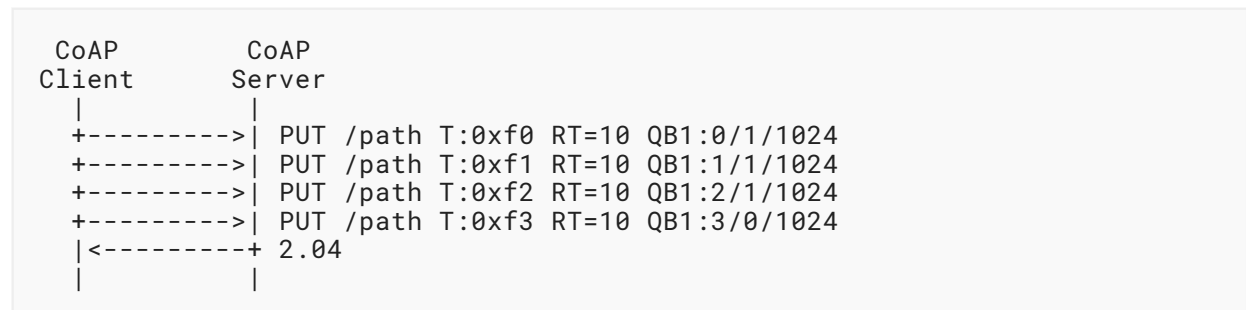 CoAP CoAP
Client Server
| |
+--------->| PUT /path T:0xf0 RT=10 QB1:0/1/1024
+--------->| PUT /path T:0xf1 RT=10 QB1:1/1/1024
+--------->| PUT /path T:0xf2 RT=10 QB1:2/1/1024
+--------->| PUT /path T:0xf3 RT=10 QB1:3/0/1024
|<---------+ 2.04
| |